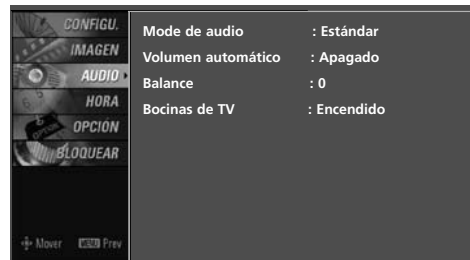 CONFIGU.
IMAGEN
AUDIO
HORA
OPCIÓN
BLOQUEAR
Mover MENU Prev
Mode de audio : Estándar
Volumen automático : Apagado
Balance : 0
Bocinas de TV : Encendido